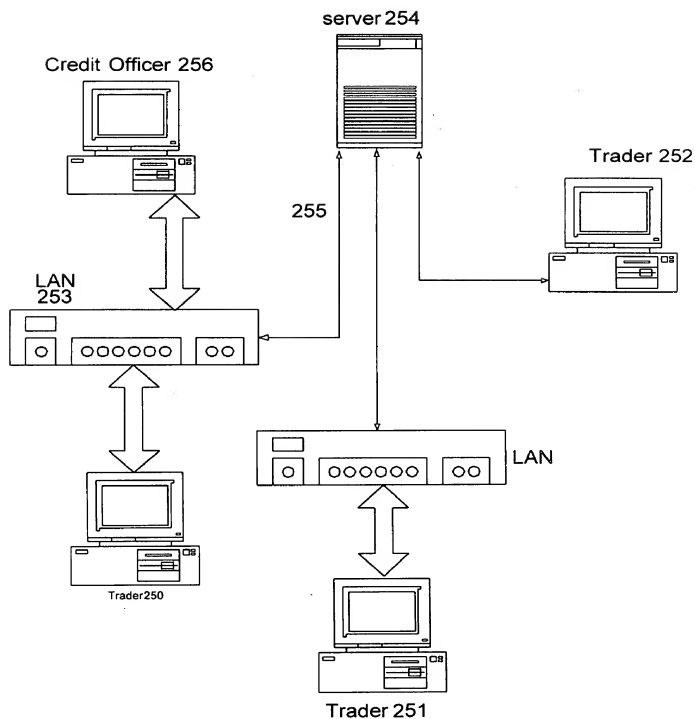 server 254
Credit Officer 256
Trader 252
255
LAN
253
LAN
Trader250
Trader 251